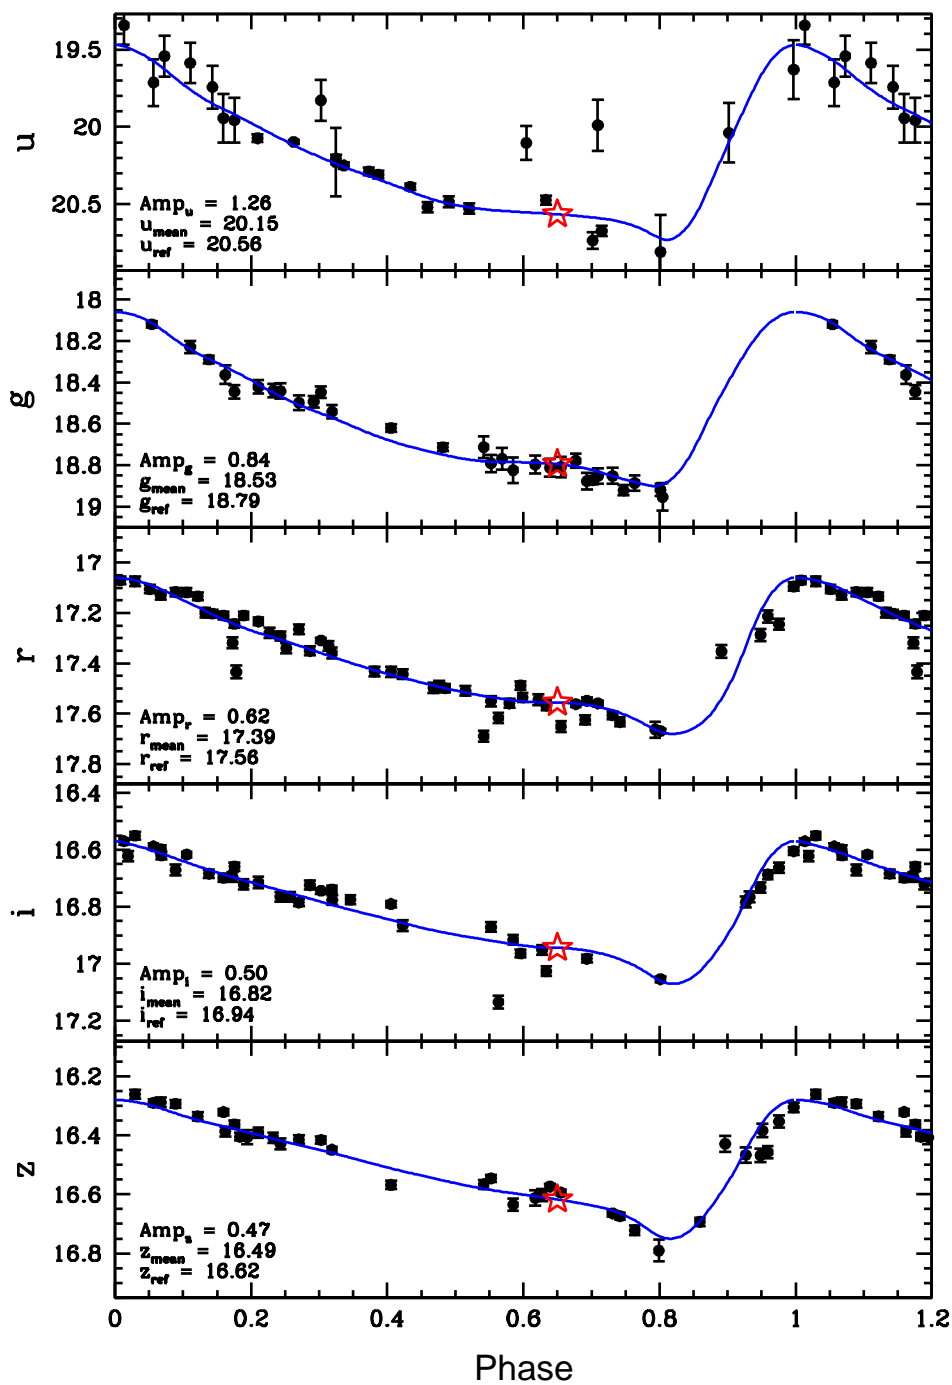 19.5
20
20.5
u
Amp_u = 1.26
u_mean = 20.15
u_ref = 20.56
18
18.2
18.4
18.6
18.8
19
g
Amp_g = 0.84
g_mean = 18.53
g_ref = 18.79
17
17.2
17.4
17.6
17.8
r
Amp_r = 0.62
r_mean = 17.39
r_ref = 17.56
16.4
16.6
16.8
17
17.2
i
Amp_i = 0.50
i_mean = 16.82
i_ref = 16.94
16.2
16.4
16.6
16.8
z
Amp_z = 0.47
z_mean = 16.49
z_ref = 16.62
0 0.2 0.4 0.6 0.8 1 1.2
Phase